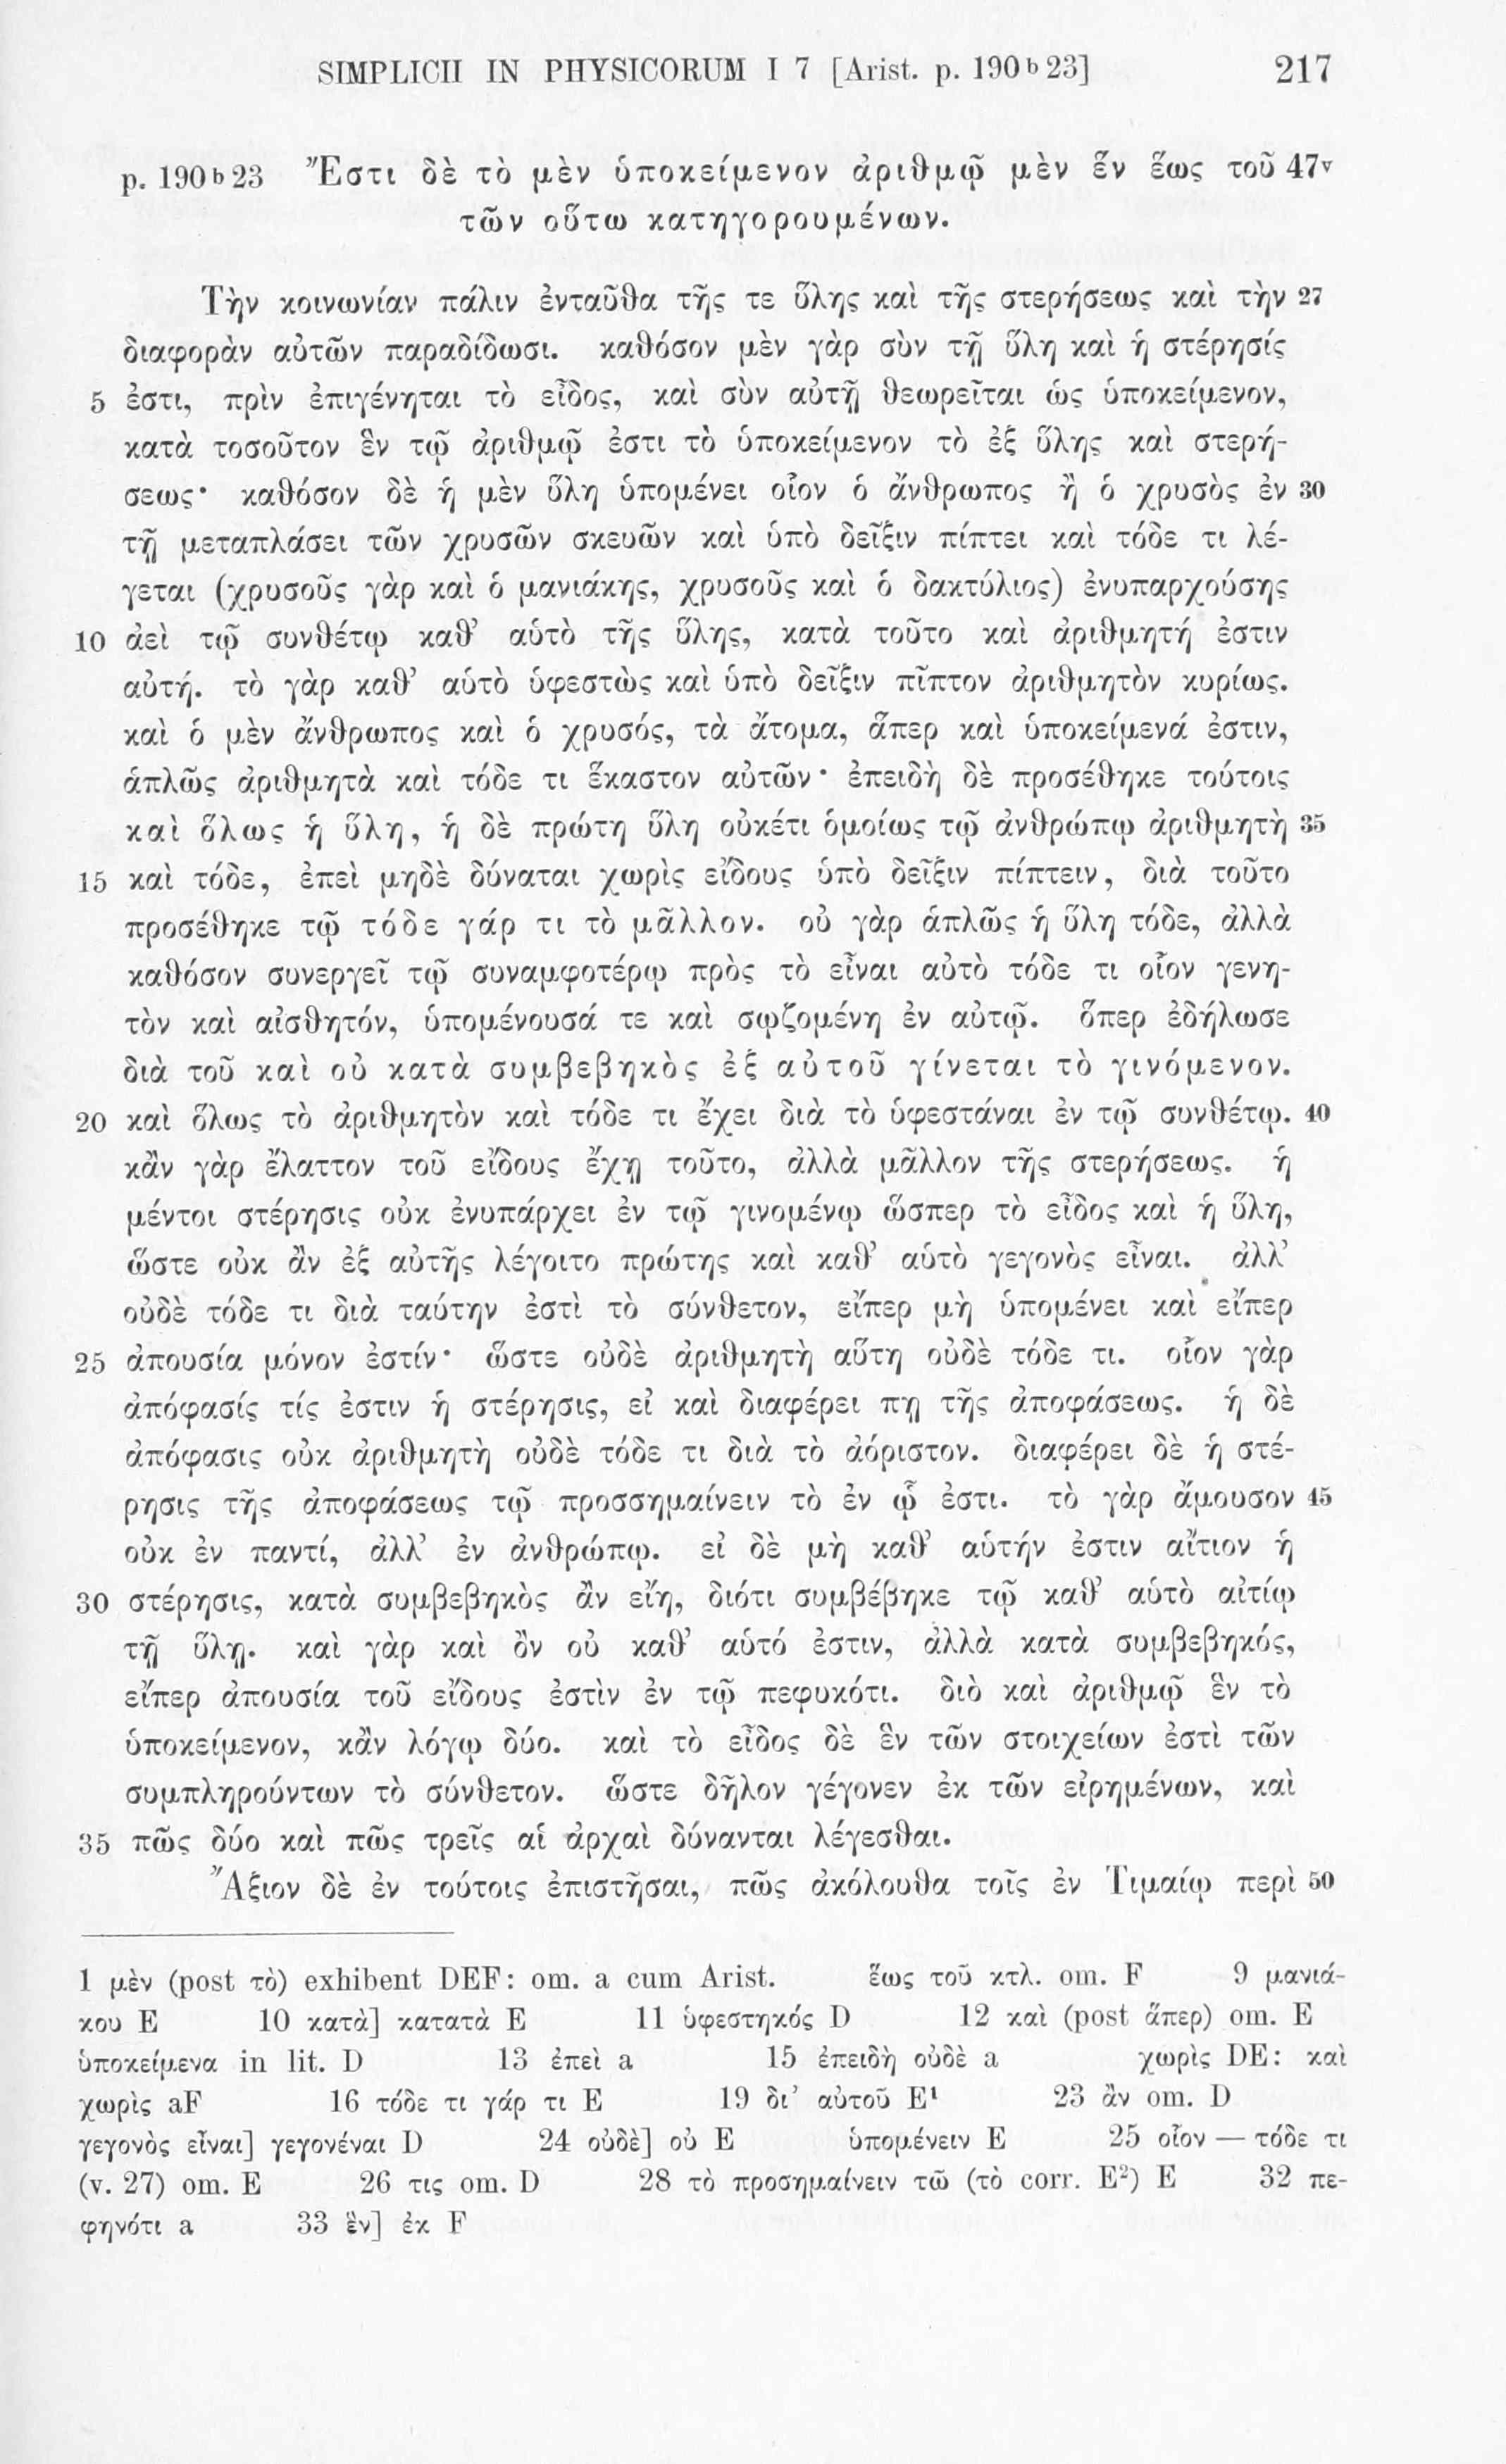 SIMPLICII IN PHYSICORUM I 7 [Arist. p. 190ᵇ23] 217
p. 190ᵇ23 Ἔστι δὲ τὸ μὲν ὑποκείμενον ἀριθμῷ μὲν ἓν ἕως τοῦ 47ᵛ
τῶν οὕτω κατηγορουμένων.
Τὴν κοινωνίαν πάλιν ἐνταῦθα τῆς τε ὕλης καὶ τῆς στερήσεως καὶ τὴν 27
διαφορὰν αὐτῶν παραδίδωσι. καθόσον μὲν γὰρ σὺν τῇ ὕλῃ καὶ ἡ στέρησίς
5 ἐστι, πρὶν ἐπιγένηται τὸ εἶδος, καὶ σὺν αὐτῇ θεωρεῖται ὡς ὑποκείμενον,
κατὰ τοσοῦτον ἓν τῷ ἀριθμῷ ἐστι τὸ ὑποκείμενον τὸ ἐξ ὕλης καὶ στερή-
σεως· καθόσον δὲ ἡ μὲν ὕλη ὑπομένει οἷον ὁ ἄνθρωπος ἢ ὁ χρυσὸς ἐν 30
τῇ μεταπλάσει τῶν χρυσῶν σκευῶν καὶ ὑπὸ δεῖξιν πίπτει καὶ τόδε τι λέ-
γεται (χρυσοῦς γὰρ καὶ ὁ μανιάκης, χρυσοῦς καὶ ὁ δακτύλιος) ἐνυπαρχούσης
10 ἀεὶ τῷ συνθέτῳ καθ’ αὑτὸ τῆς ὕλης, κατὰ τοῦτο καὶ ἀριθμητή ἐστιν
αὐτή. τὸ γὰρ καθ’ αὑτὸ ὑφεστὼς καὶ ὑπὸ δεῖξιν πῖπτον ἀριθμητὸν κυρίως.
καὶ ὁ μὲν ἄνθρωπος καὶ ὁ χρυσός, τὰ ἄτομα, ἅπερ καὶ ὑποκείμενά ἐστιν,
ἁπλῶς ἀριθμητὰ καὶ τόδε τι ἕκαστον αὐτῶν· ἐπειδὴ δὲ προσέθηκε τούτοις
καὶ ὅλως ἡ ὕλη, ἡ δὲ πρώτη ὕλη οὐκέτι ὁμοίως τῷ ἀνθρώπῳ ἀριθμητὴ 35
15 καὶ τόδε, ἐπεὶ μηδὲ δύναται χωρὶς εἴδους ὑπὸ δεῖξιν πίπτειν, διὰ τοῦτο
προσέθηκε τῷ τόδε γάρ τι τὸ μᾶλλον. οὐ γὰρ ἁπλῶς ἡ ὕλη τόδε, ἀλλὰ
καθόσον συνεργεῖ τῷ συναμφοτέρῳ πρὸς τὸ εἶναι αὐτὸ τόδε τι οἷον γενη-
τὸν καὶ αἰσθητόν, ὑπομένουσά τε καὶ σῳζομένη ἐν αὐτῷ. ὅπερ ἐδήλωσε
διὰ τοῦ καὶ οὐ κατὰ συμβεβηκὸς ἐξ αὐτοῦ γίνεται τὸ γινόμενον.
20 καὶ ὅλως τὸ ἀριθμητὸν καὶ τόδε τι ἔχει διὰ τὸ ὑφεστάναι ἐν τῷ συνθέτῳ. 40
κἂν γὰρ ἔλαττον τοῦ εἴδους ἔχῃ τοῦτο, ἀλλὰ μᾶλλον τῆς στερήσεως. ἡ
μέντοι στέρησις οὐκ ἐνυπάρχει ἐν τῷ γινομένῳ ὥσπερ τὸ εἶδος καὶ ἡ ὕλη,
ὥστε οὐκ ἂν ἐξ αὐτῆς λέγοιτο πρώτης καὶ καθ’ αὑτὸ γεγονὸς εἶναι. ἀλλ’
οὐδὲ τόδε τι διὰ ταύτην ἐστὶ τὸ σύνθετον, εἴπερ μὴ ὑπομένει καὶ εἴπερ
25 ἀπουσία μόνον ἐστίν· ὥστε οὐδὲ ἀριθμητὴ αὕτη οὐδὲ τόδε τι. οἷον γὰρ
ἀπόφασίς τίς ἐστιν ἡ στέρησις, εἰ καὶ διαφέρει πῃ τῆς ἀποφάσεως. ἡ δὲ
ἀπόφασις οὐκ ἀριθμητὴ οὐδὲ τόδε τι διὰ τὸ ἀόριστον. διαφέρει δὲ ἡ στέ-
ρησις τῆς ἀποφάσεως τῷ προσσημαίνειν τὸ ἐν ᾧ ἐστι. τὸ γὰρ ἄμουσον 45
οὐκ ἐν παντί, ἀλλ’ ἐν ἀνθρώπῳ. εἰ δὲ μὴ καθ’ αὑτήν ἐστιν αἴτιον ἡ
30 στέρησις, κατὰ συμβεβηκὸς ἂν εἴη, διότι συμβέβηκε τῷ καθ’ αὑτὸ αἰτίῳ
τῇ ὕλῃ. καὶ γὰρ καὶ ὂν οὐ καθ’ αὑτό ἐστιν, ἀλλὰ κατὰ συμβεβηκός,
εἴπερ ἀπουσία τοῦ εἴδους ἐστὶν ἐν τῷ πεφυκότι. διὸ καὶ ἀριθμῷ ἓν τὸ
ὑποκείμενον, κἂν λόγῳ δύο. καὶ τὸ εἶδος δὲ ἓν τῶν στοιχείων ἐστὶ τῶν
συμπληρούντων τὸ σύνθετον. ὥστε δῆλον γέγονεν ἐκ τῶν εἰρημένων, καὶ
35 πῶς δύο καὶ πῶς τρεῖς αἱ ἀρχαὶ δύνανται λέγεσθαι.
Ἄξιον δὲ ἐν τούτοις ἐπιστῆσαι, πῶς ἀκόλουθα τοῖς ἐν Τιμαίῳ περὶ 50
1 μὲν (post τὸ) exhibent DEF: om. a cum Arist. ἕως τοῦ κτλ. om. F 9 μανιά-
κου E 10 κατὰ] κατατὰ E 11 ὑφεστηκός D 12 καὶ (post ἅπερ) om. E
ὑποκείμενα in lit. D 13 ἐπεὶ a 15 ἐπειδὴ οὐδὲ a χωρὶς DE: καὶ
χωρὶς aF 16 τόδε τι γάρ τι E 19 δι’ αὐτοῦ E¹ 23 ἂν om. D
γεγονὸς εἶναι] γεγονέναι D 24 οὐδὲ] οὐ E ὑπομένειν E 25 οἷον — τόδε τι
(v. 27) om. E 26 τις om. D 28 τὸ προσημαίνειν τῶ (τὸ corr. E²) E 32 πε-
φηνότι a 33 ἓν] ἐκ F